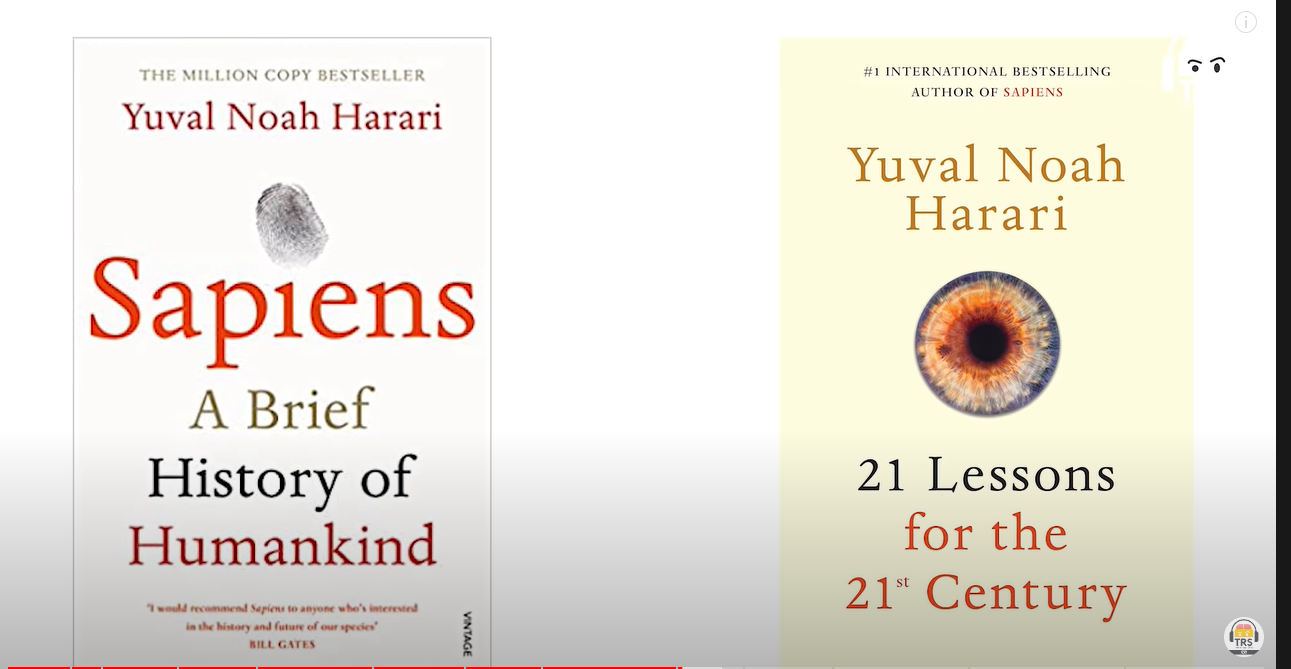 THE MILLION COPY BESTSELLER
Yuval Noah Harari
Sapiens
A Brief
History of
Humankind
'I would recommend Sapiens to anyone who's interested
in the history and future of our species'
BILL GATES
VINTAGE
#1 INTERNATIONAL BESTSELLING
AUTHOR OF SAPIENS
Yuval Noah
Harari
21 Lessons
for the
21st Century
TRS